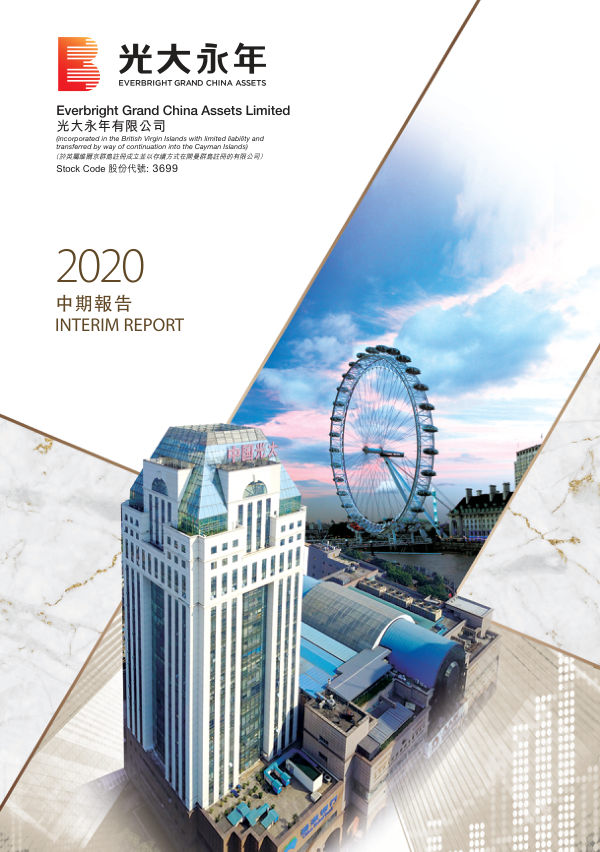 光大永年
EVERBRIGHT GRAND CHINA ASSETS
Everbright Grand China Assets Limited
光大永年有限公司
(incorporated in the British Virgin Islands with limited liability and
transferred by way of continuation into the Cayman Islands)
(於英屬維爾京群島註冊成立並以存續方式在開曼群島註冊的有限公司)
Stock Code 股份代號: 3699
2020
中期報告
INTERIM REPORT
中國光大